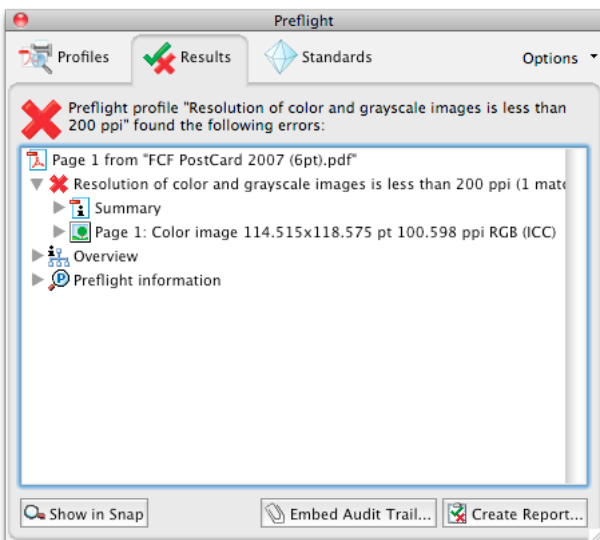 Preflight
Profiles
Results
Standards
Options
Preflight profile "Resolution of color and grayscale images is less than
200 ppi" found the following errors:
Page 1 from "FCF PostCard 2007 (6pt).pdf"
Resolution of color and grayscale images is less than 200 ppi (1
Summary
Page 1: Color image 114.515x118.575 pt 100.598 ppi RGB (ICC)
Overview
Preflight information
Show in Snap
Embed Audit Trail...
Create Report...